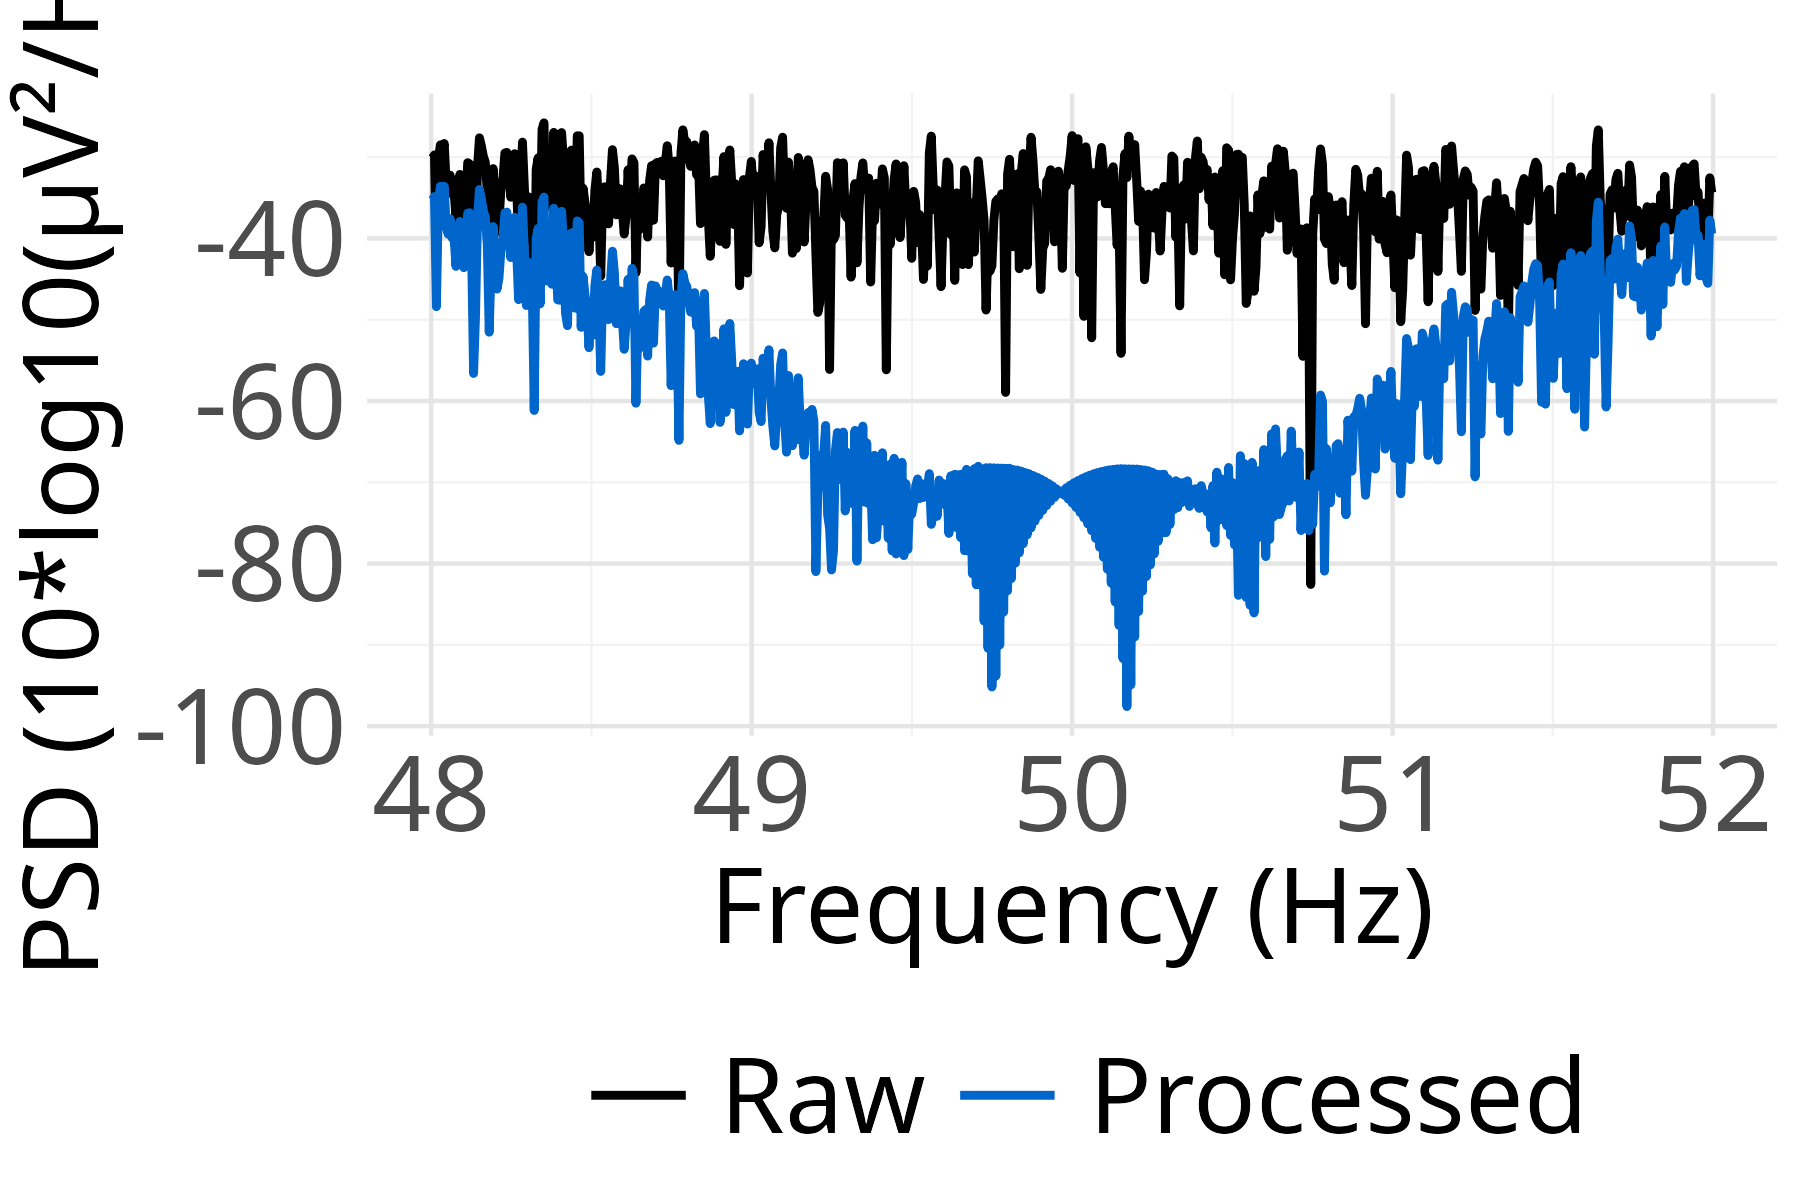 PSD (10*log10(µV²/H
-40
-60
-80
-100
48 49 50 51 52
Frequency (Hz)
Raw Processed